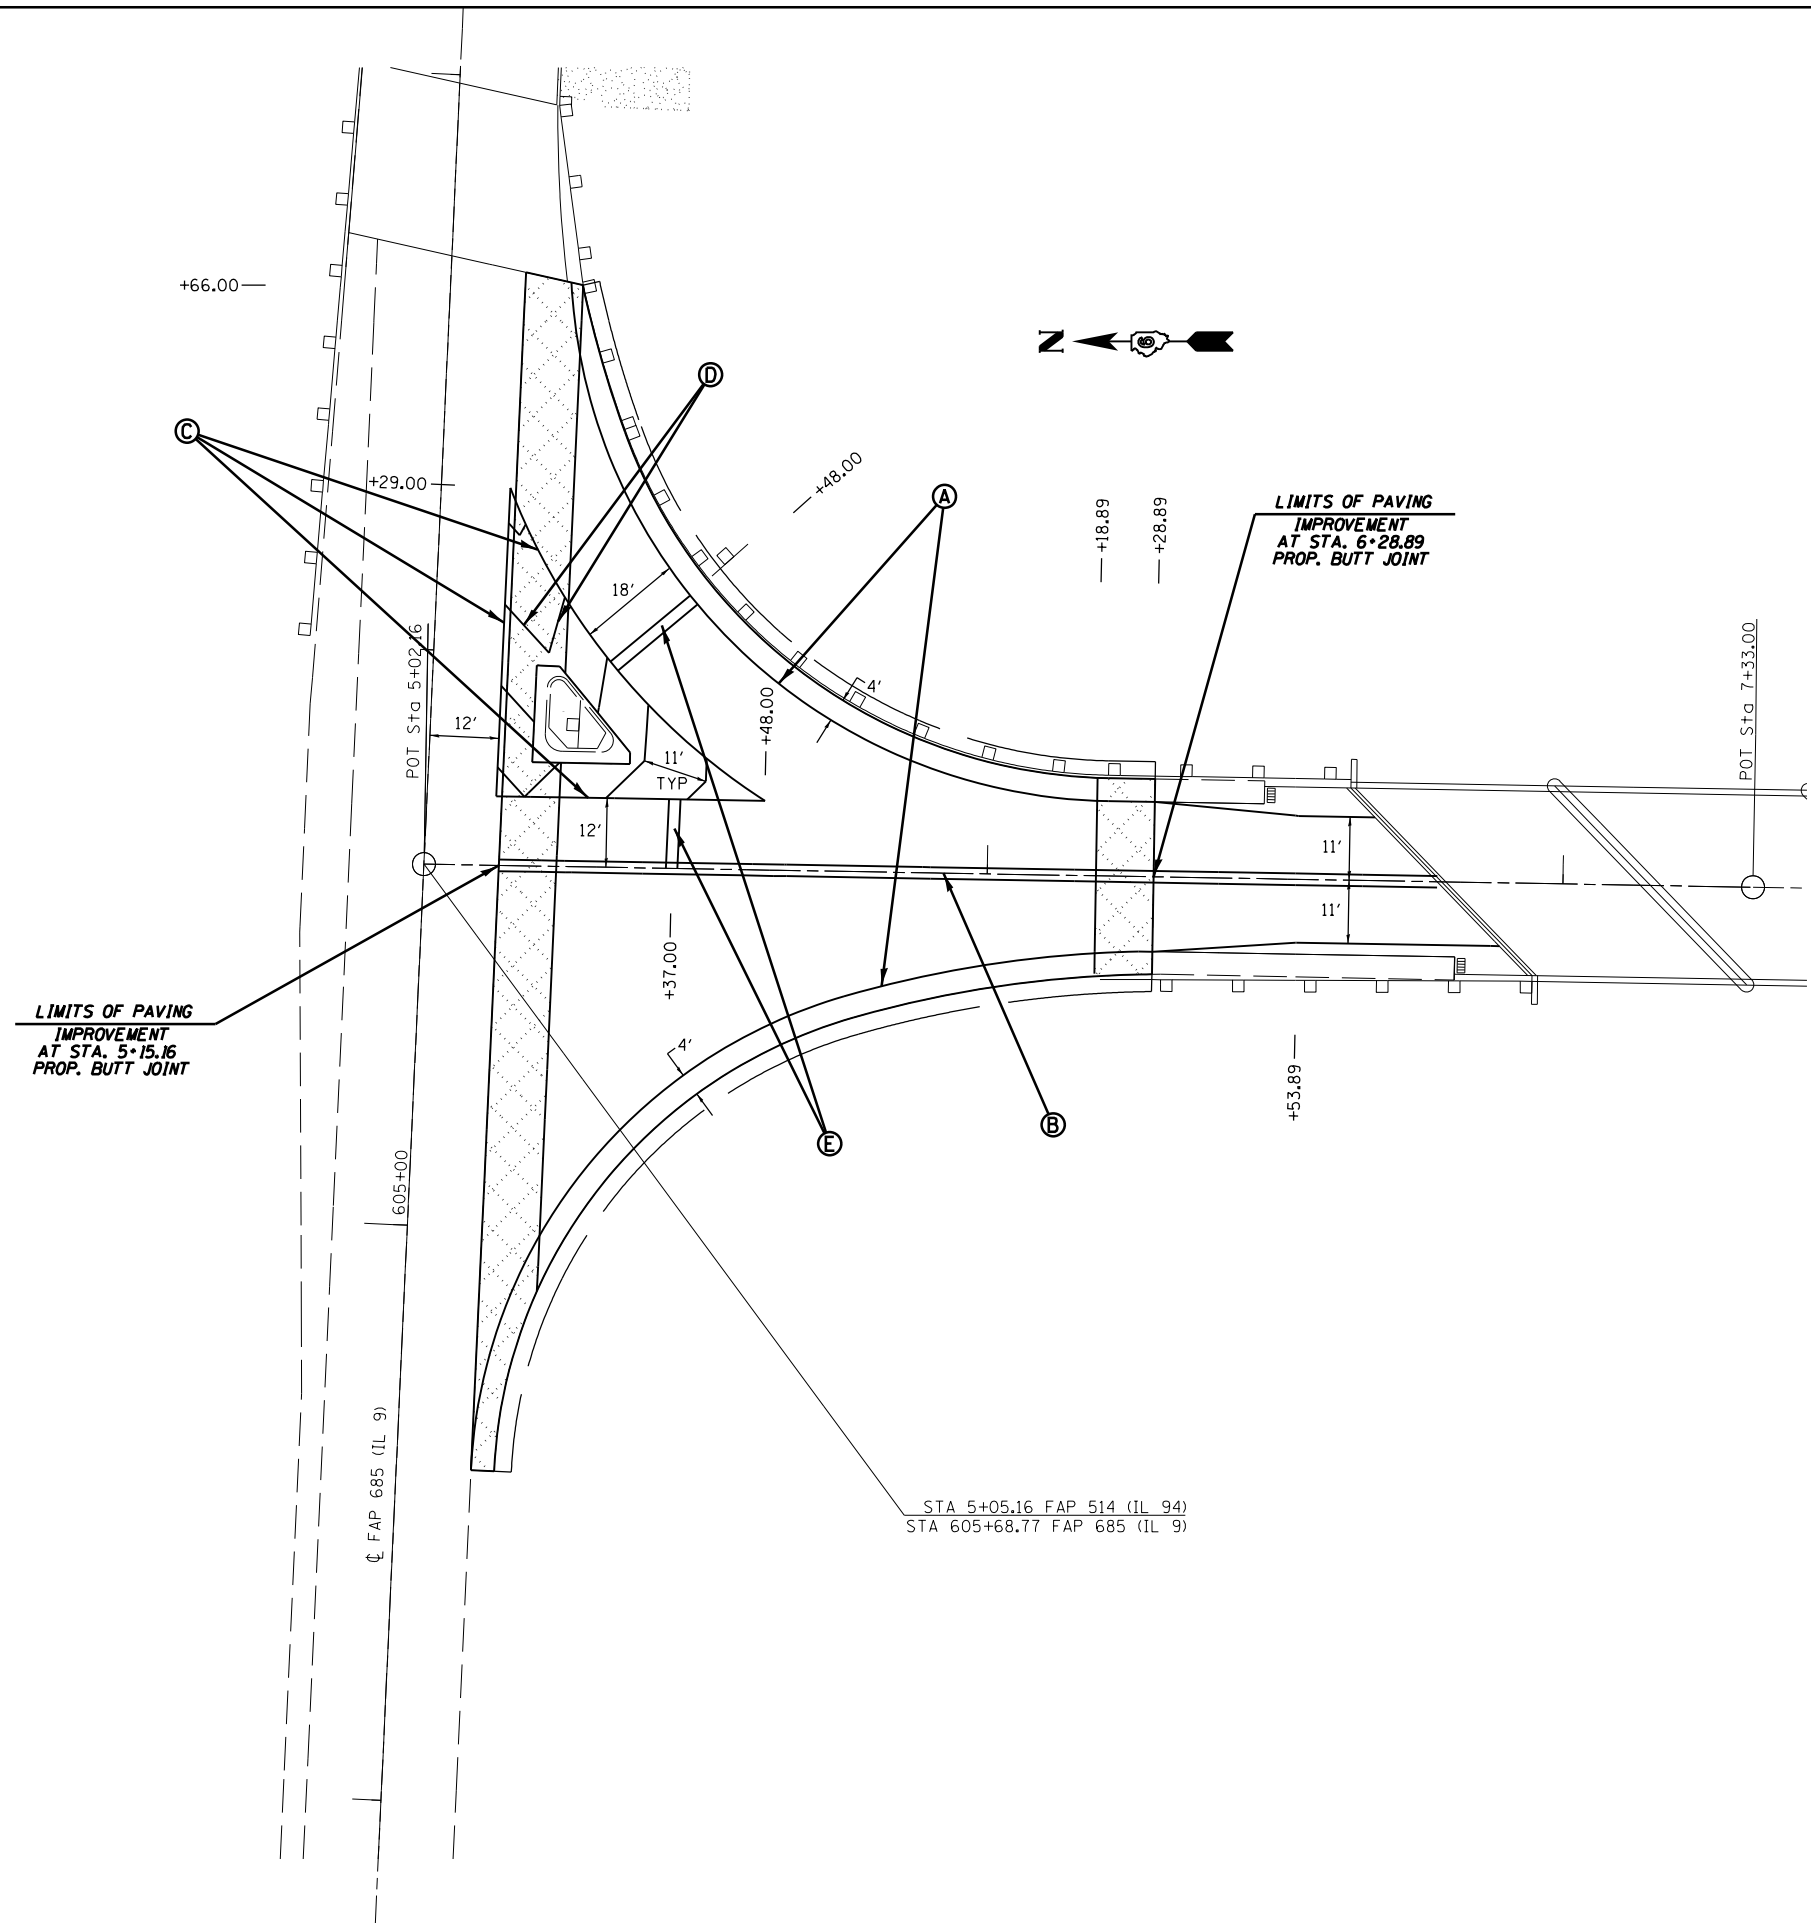 +66.00
N
6
D
C
+29.00
+48.00
A
+18.89
+28.89
LIMITS OF PAVING
IMPROVEMENT
AT STA. 6+28.89
PROP. BUTT JOINT
18'
POT Sta 5+02.16
POT Sta 7+33.00
4'
+48.00
12'
11'
TYP
12'
11'
11'
+37.00
LIMITS OF PAVING
IMPROVEMENT
AT STA. 5+15.16
PROP. BUTT JOINT
4'
+53.89
E
B
605+00
℄ FAP 685 (IL 9)
STA 5+05.16 FAP 514 (IL 94)
STA 605+68.77 FAP 685 (IL 9)